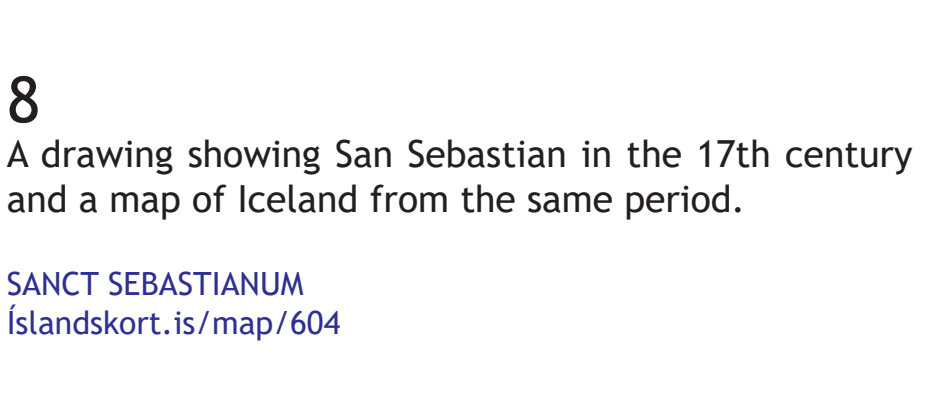 8
A drawing showing San Sebastian in the 17th century
and a map of Iceland from the same period.
SANCT SEBASTIANUM
Íslandskort.is/map/604